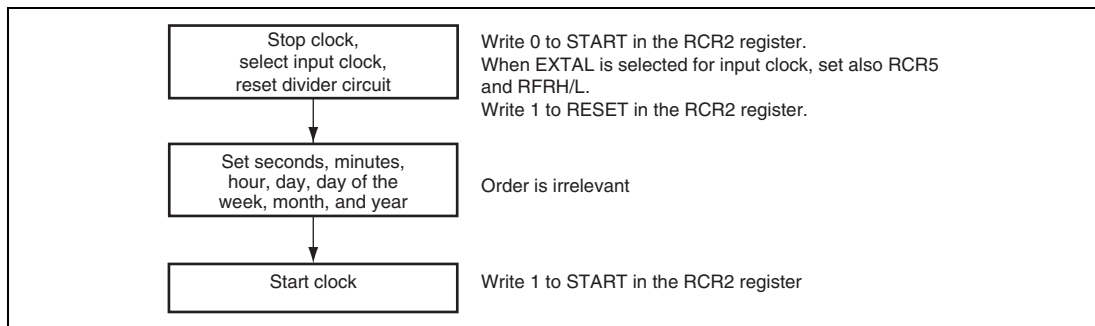 Stop clock,
select input clock,
reset divider circuit
Write 0 to START in the RCR2 register.
When EXTAL is selected for input clock, set also RCR5
and RFRH/L.
Write 1 to RESET in the RCR2 register.
Set seconds, minutes,
hour, day, day of the
week, month, and year
Order is irrelevant
Start clock
Write 1 to START in the RCR2 register